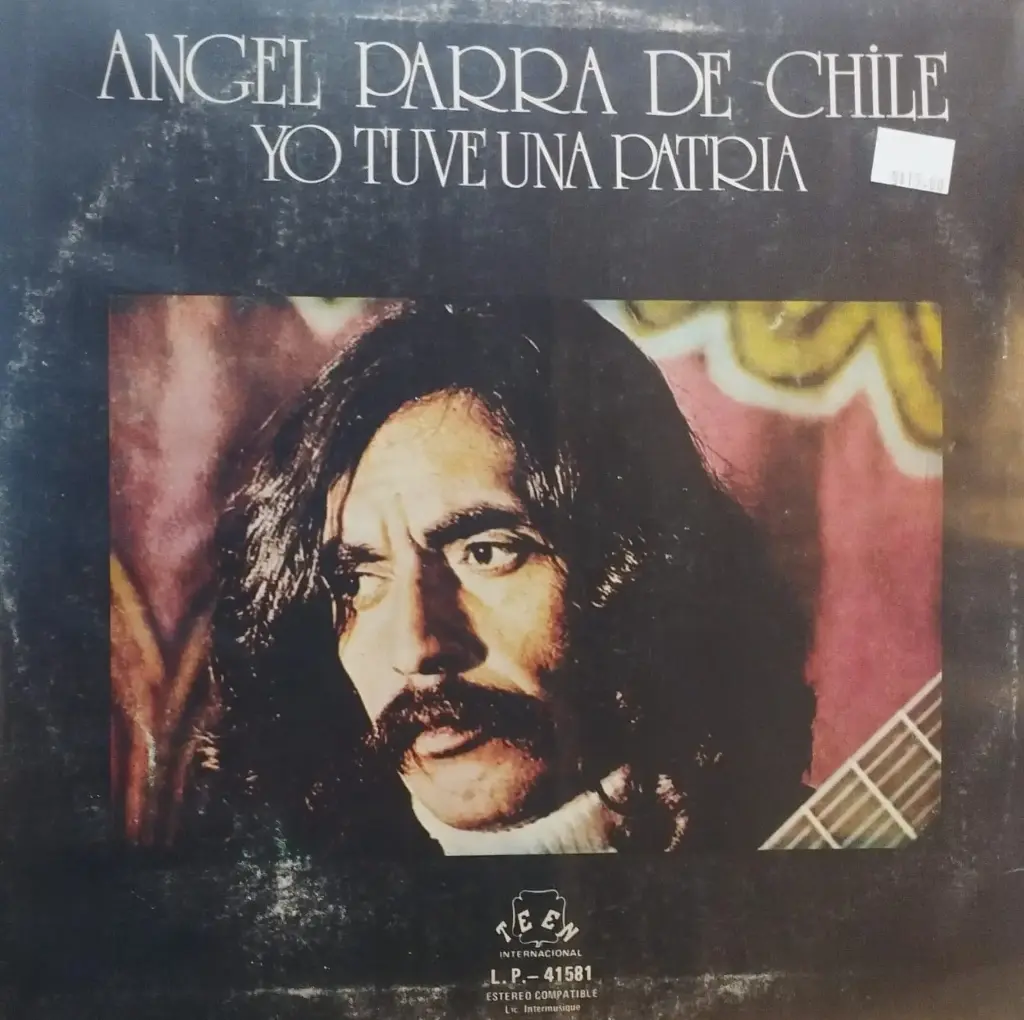 ANGEL PARRA DE CHiLE
YO TUVE UNA PATRIA
TEEN
INTERNACIONAL
L. P.- 41581
ESTEREO COMPATIBLE
Lic. Intermusique